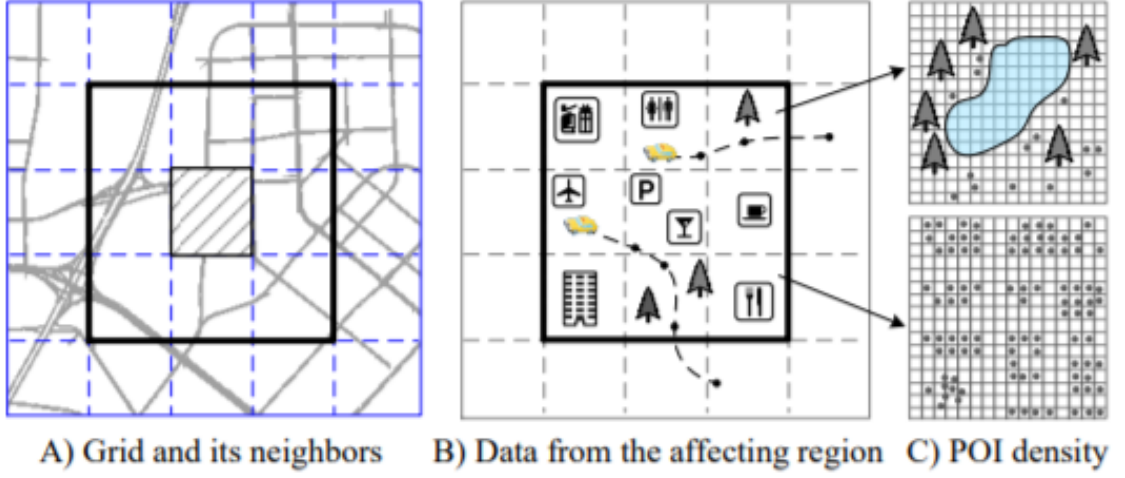 P
A) Grid and its neighbors
B) Data from the affecting region
C) POI density